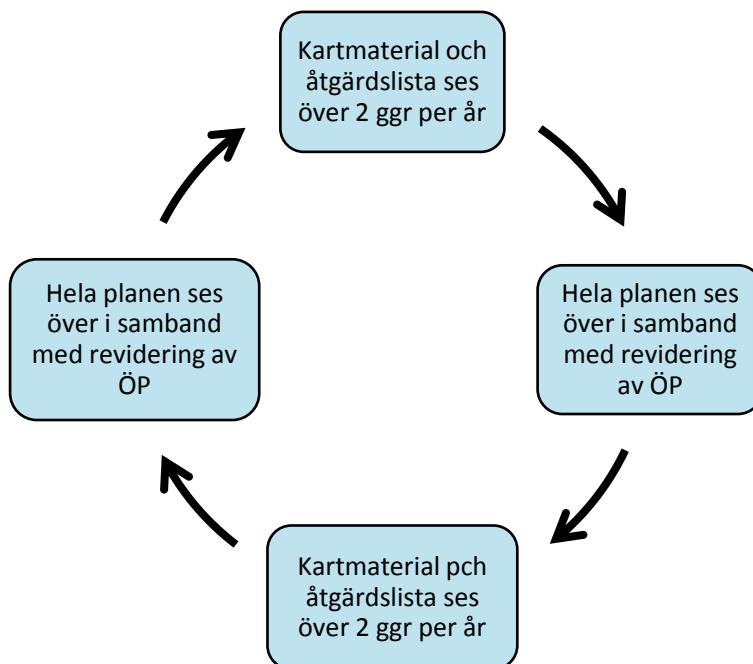 Kartmaterial och
åtgärdslista ses
över 2 ggr per år
Hela planen ses
över i samband
med revidering av
ÖP
Hela planen ses
över i samband
med revidering
av ÖP
Kartmaterial pch
åtgärdslista ses
över 2 ggr per år